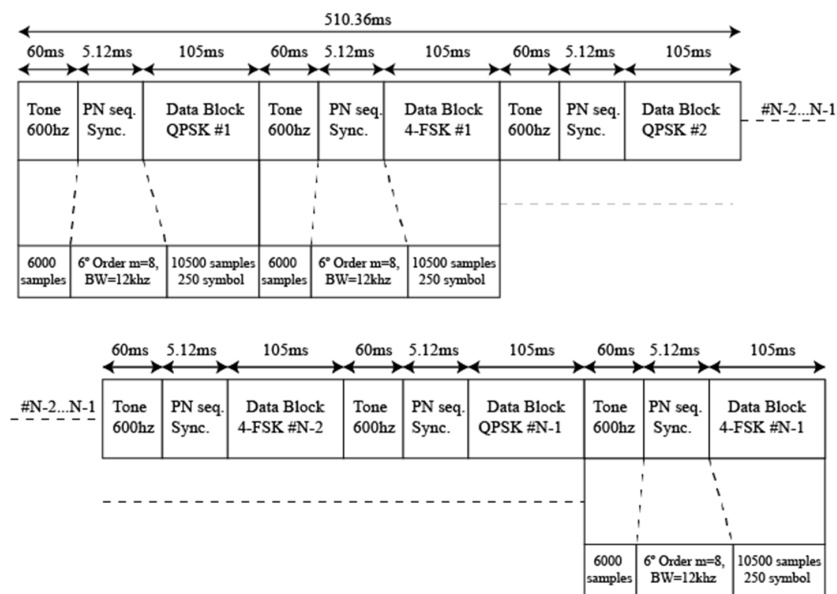 510.36ms
60ms 5.12ms 105ms 60ms 5.12ms 105ms 60ms 5.12ms 105ms
Tone 600hz
PN seq. Sync.
Data Block QPSK #1
Tone 600hz
PN seq. Sync.
Data Block 4-FSK #1
Tone 600hz
PN seq. Sync.
Data Block QPSK #2
#N-2...N-1
6000 samples
6° Order m=8, BW=12khz
10500 samples 250 symbol
6000 samples
6° Order m=8, BW=12khz
10500 samples 250 symbol
60ms 5.12ms 105ms 60ms 5.12ms 105ms 60ms 5.12ms 105ms
#N-2...N-1
Tone 600hz
PN seq. Sync.
Data Block 4-FSK #N-2
Tone 600hz
PN seq. Sync.
Data Block QPSK #N-1
Tone 600hz
PN seq. Sync.
Data Block 4-FSK #N-1
6000 samples
6° Order m=8, BW=12khz
10500 samples 250 symbol